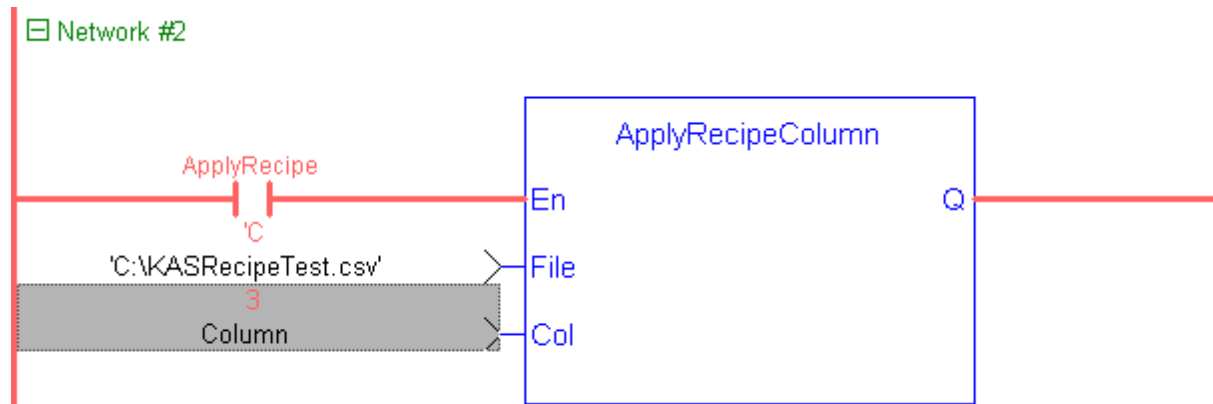 Network #2
ApplyRecipeColumn
ApplyRecipe
En
Q
'C
'C:\KASRecipeTest.csv'
File
3
Column
Col